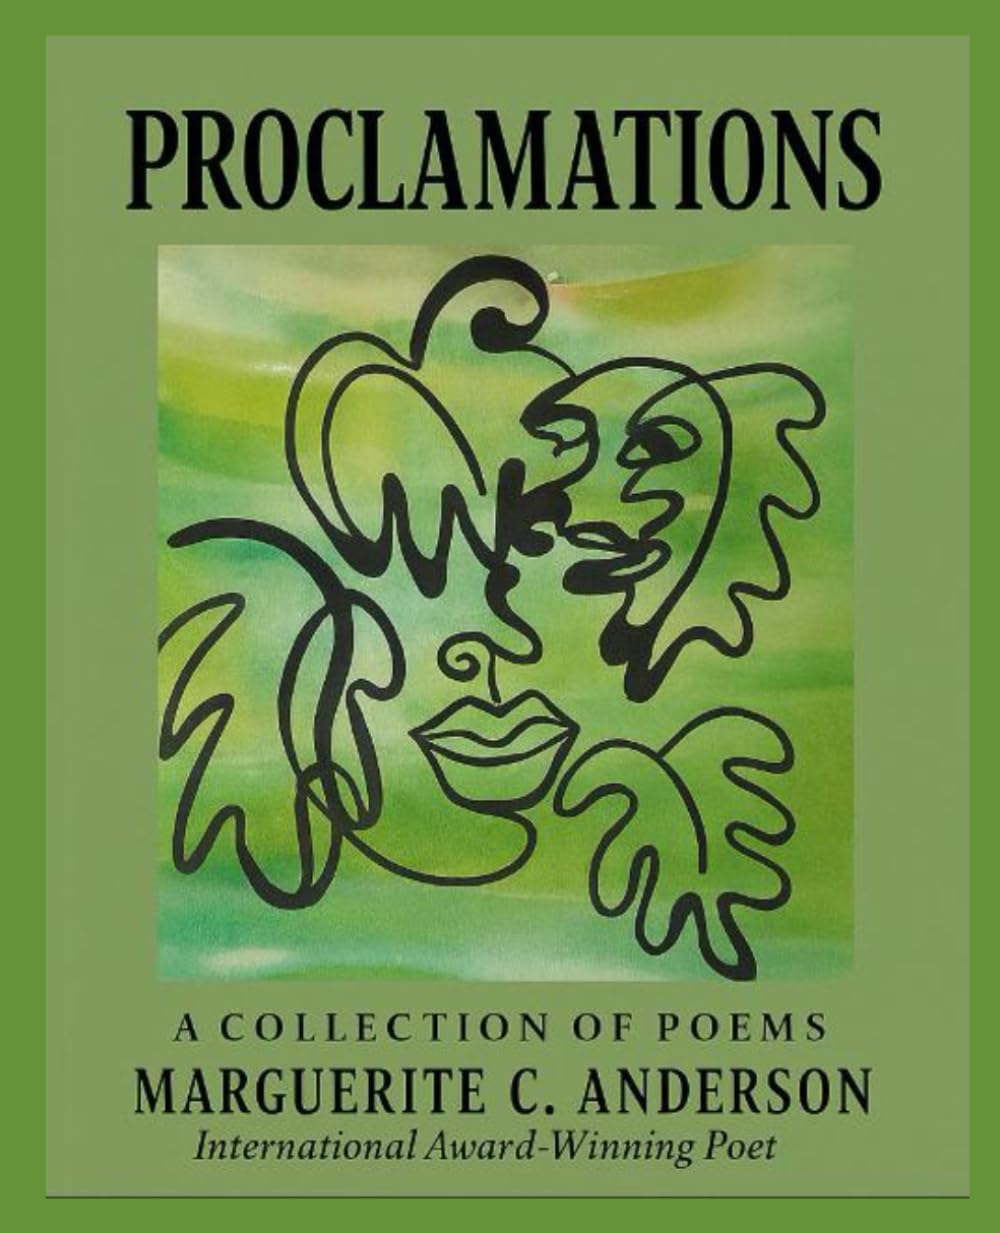 PROCLAMATIONS
A COLLECTION OF POEMS
MARGUERITE C. ANDERSON
International Award-Winning Poet